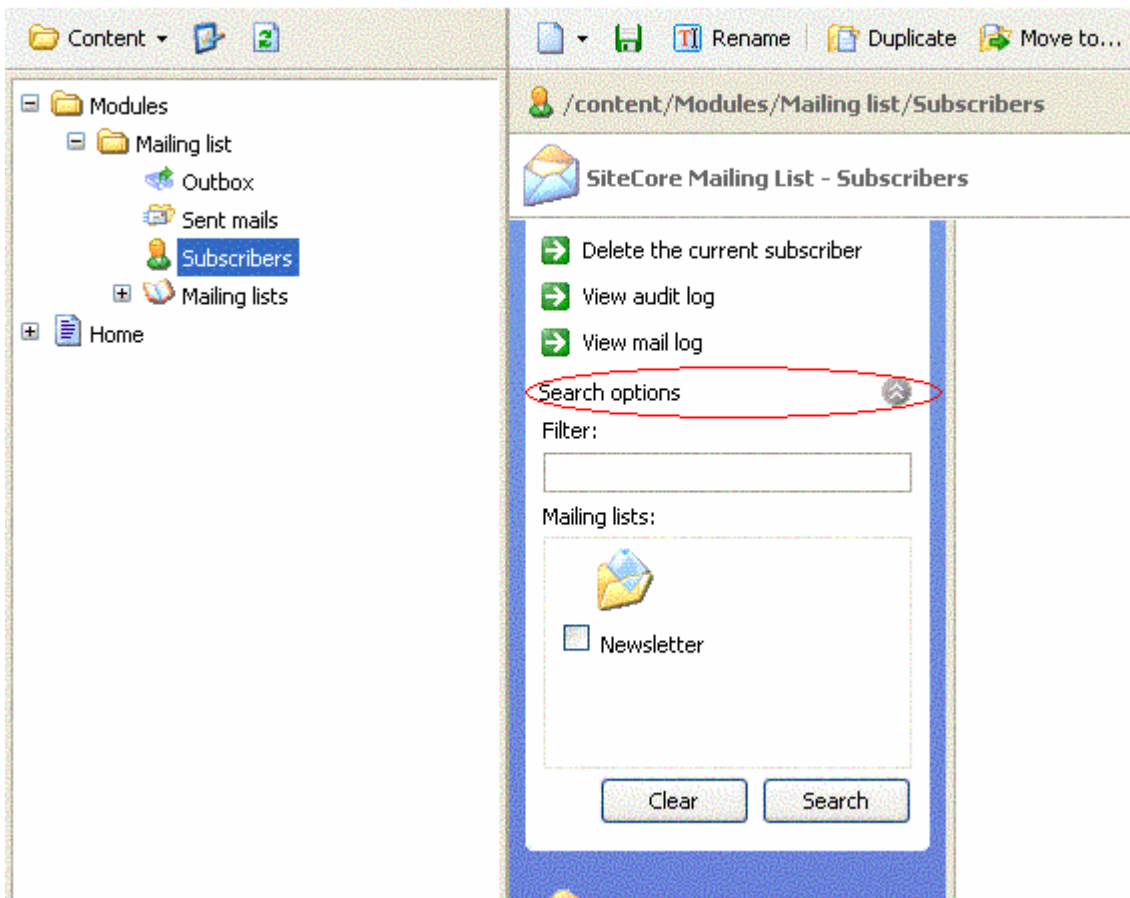 Content
Rename Duplicate Move to...
Modules
Mailing list
Outbox
Sent mails
Subscribers
Mailing lists
Home
/content/Modules/Mailing list/Subscribers
SiteCore Mailing List - Subscribers
Delete the current subscriber
View audit log
View mail log
Search options
Filter:
Mailing lists:
Newsletter
Clear Search